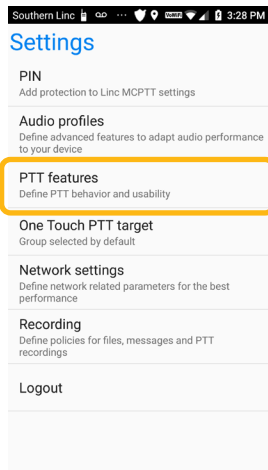 Southern Linc ... VoWiFi 3:28 PM
Settings
PIN
Add protection to Linc MCPTT settings
Audio profiles
Define advanced features to adapt audio performance
to your device
PTT features
Define PTT behavior and usability
One Touch PTT target
Group selected by default
Network settings
Define network related parameters for the best
performance
Recording
Define policies for files, messages and PTT
recordings
Logout